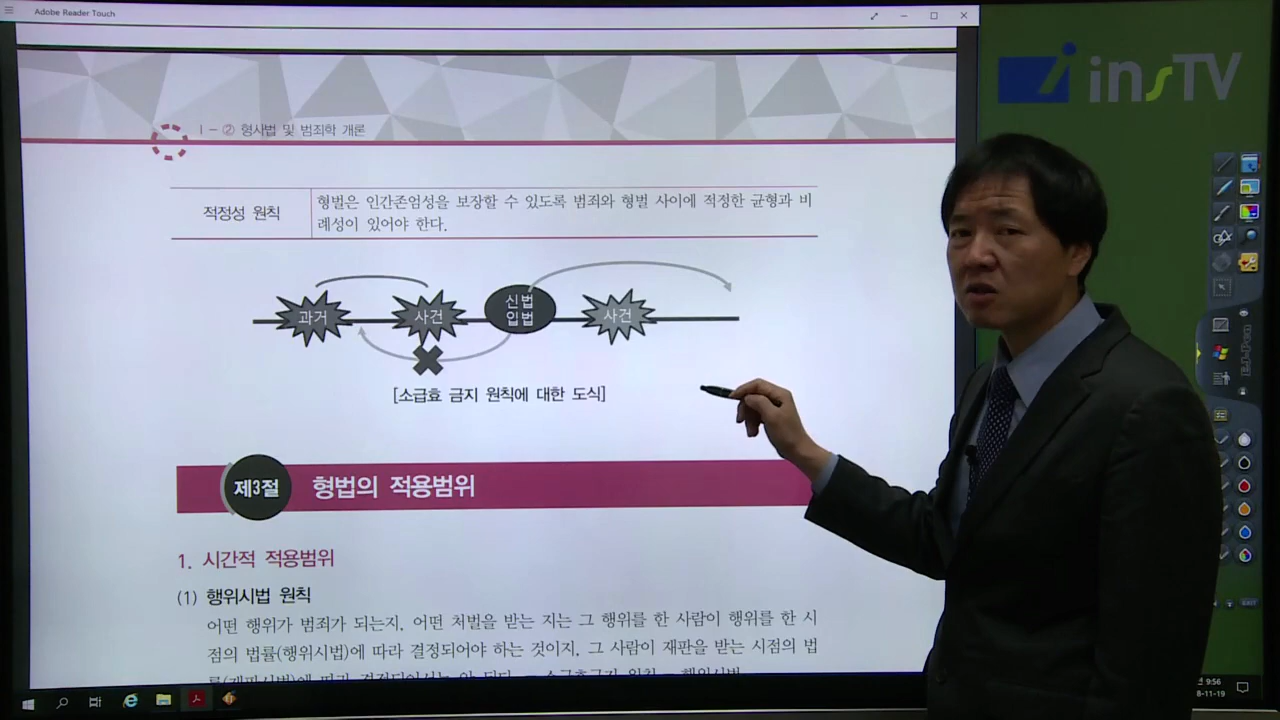 Adobe Reader Touch
insTV
Ⅰ - ② 형사법 및 범죄학 개론
적정성 원칙
형벌은 인간존엄성을 보장할 수 있도록 범죄와 형벌 사이에 적정한 균형과 비
례성이 있어야 한다.
과거 사건 신법 입법 사건
[소급효 금지 원칙에 대한 도식]
제3절 형법의 적용범위
1. 시간적 적용범위
(1) 행위시법 원칙
어떤 행위가 범죄가 되는지, 어떤 처벌을 받는 지는 그 행위를 한 사람이 행위를 한 시
점의 법률(행위시법)에 따라 결정되어야 하는 것이지, 그 사람이 재판을 받는 시점의 법
EXIT
9:56
8-11-19